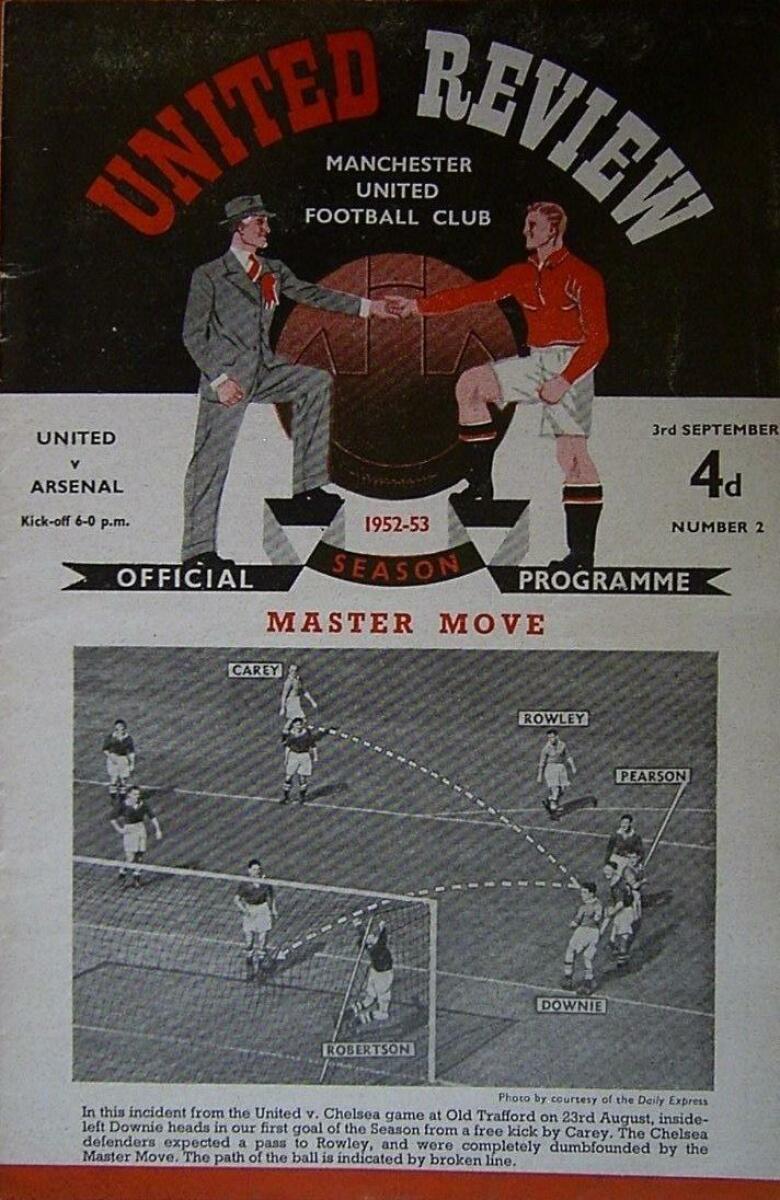 UNITED REVIEW
MANCHESTER
UNITED
FOOTBALL CLUB
UNITED
v
ARSENAL
Kick-off 6-0 p.m.
3rd SEPTEMBER
4d
NUMBER 2
1952-53
OFFICIAL SEASON PROGRAMME
MASTER MOVE
CAREY
ROWLEY
PEARSON
DOWNIE
ROBERTSON
Photo by courtesy of the Daily Express
In this incident from the United v. Chelsea game at Old Trafford on 23rd August, inside-
left Downie heads in our first goal of the Season from a free kick by Carey. The Chelsea
defenders expected a pass to Rowley, and were completely dumbfounded by the
Master Move. The path of the ball is indicated by broken line.